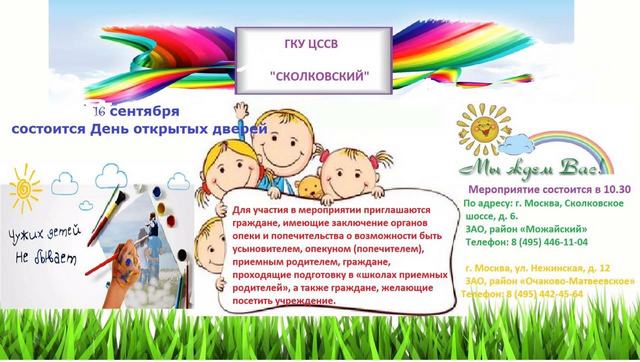 ГКУ ЦССВ
"СКОЛКОВСКИЙ"
16 сентября
состоится День открытых дверей
Чужих детей
Не бывает
Для участия в мероприятии приглашаются
граждане, имеющие заключение органов
опеки и попечительства о возможности быть
усыновителем, опекуном (попечителем),
приемным родителем, граждане,
проходящие подготовку в «школах приемных
родителей», а также граждане, желающие
посетить учреждение.
Мы ждем Вас!
Мероприятие состоится в 10.30
По адресу: г. Москва, Сколковское
шоссе, д. 6.
ЗАО, район «Можайский»
Телефон: 8 (495) 446-11-04
г. Москва, ул. Нежинская, д. 12
ЗАО, район «Очаково-Матвеевское»
Телефон: 8 (495) 442-45-64